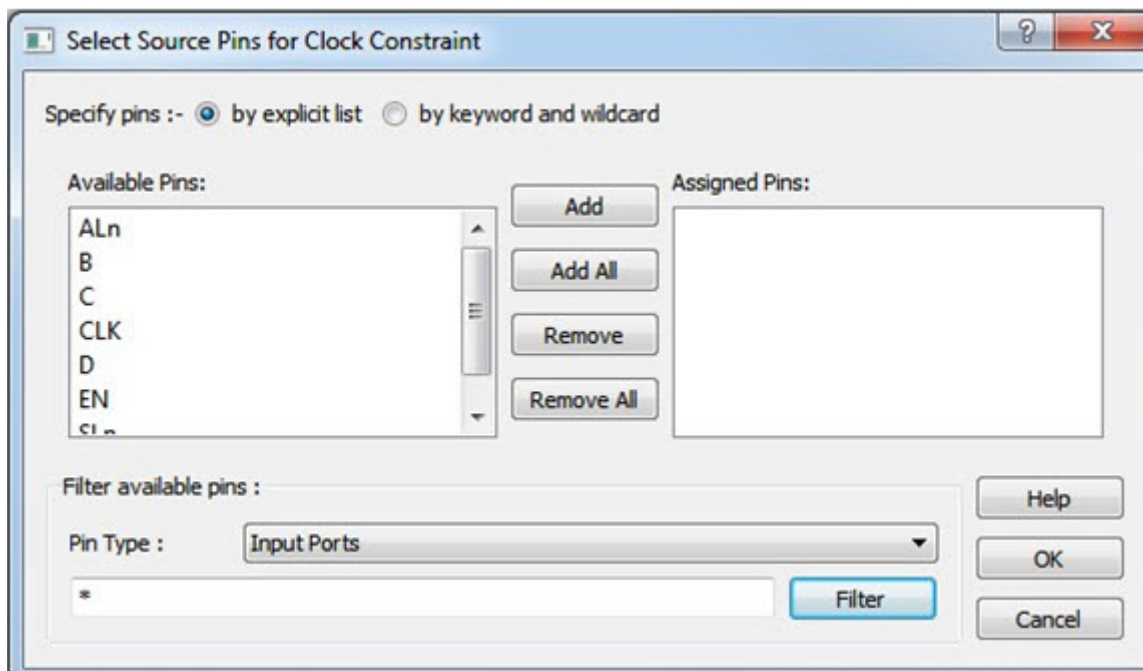 Select Source Pins for Clock Constraint
Specify pins :- by explicit list by keyword and wildcard
Available Pins:
Assigned Pins:
ALn
B
C
CLK
D
EN
SLn
Add
Add All
Remove
Remove All
Filter available pins :
Pin Type :
Input Ports
*
Filter
Help
OK
Cancel